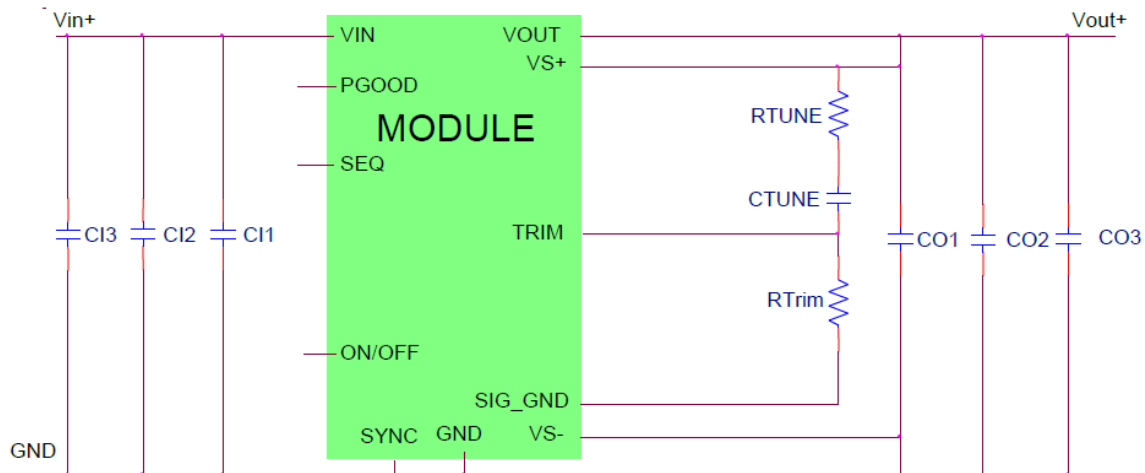 Vin+
Vout+
VIN
VOUT
VS+
PGOOD
RTUNE
MODULE
SEQ
CTUNE
TRIM
CI3
CI2
CI1
CO1
CO2
CO3
RTrim
ON/OFF
SIG_GND
GND
SYNC
GND
VS-